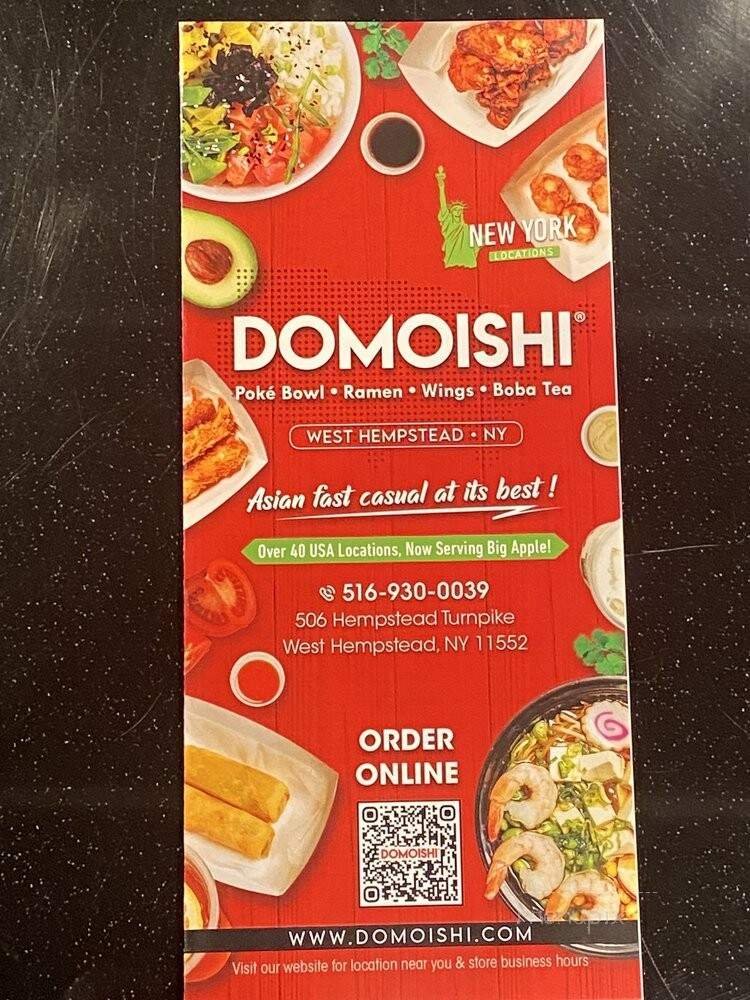 NEW YORK
LOCATIONS
DOMOISHI®
Poké Bowl • Ramen • Wings • Boba Tea
WEST HEMPSTEAD • NY
Asian fast casual at its best !
Over 40 USA Locations, Now Serving Big Apple!
516-930-0039
506 Hempstead Turnpike
West Hempstead, NY 11552
ORDER
ONLINE
DOMOISHI
WWW.DOMOISHI.COM
Visit our website for location near you & store business hours